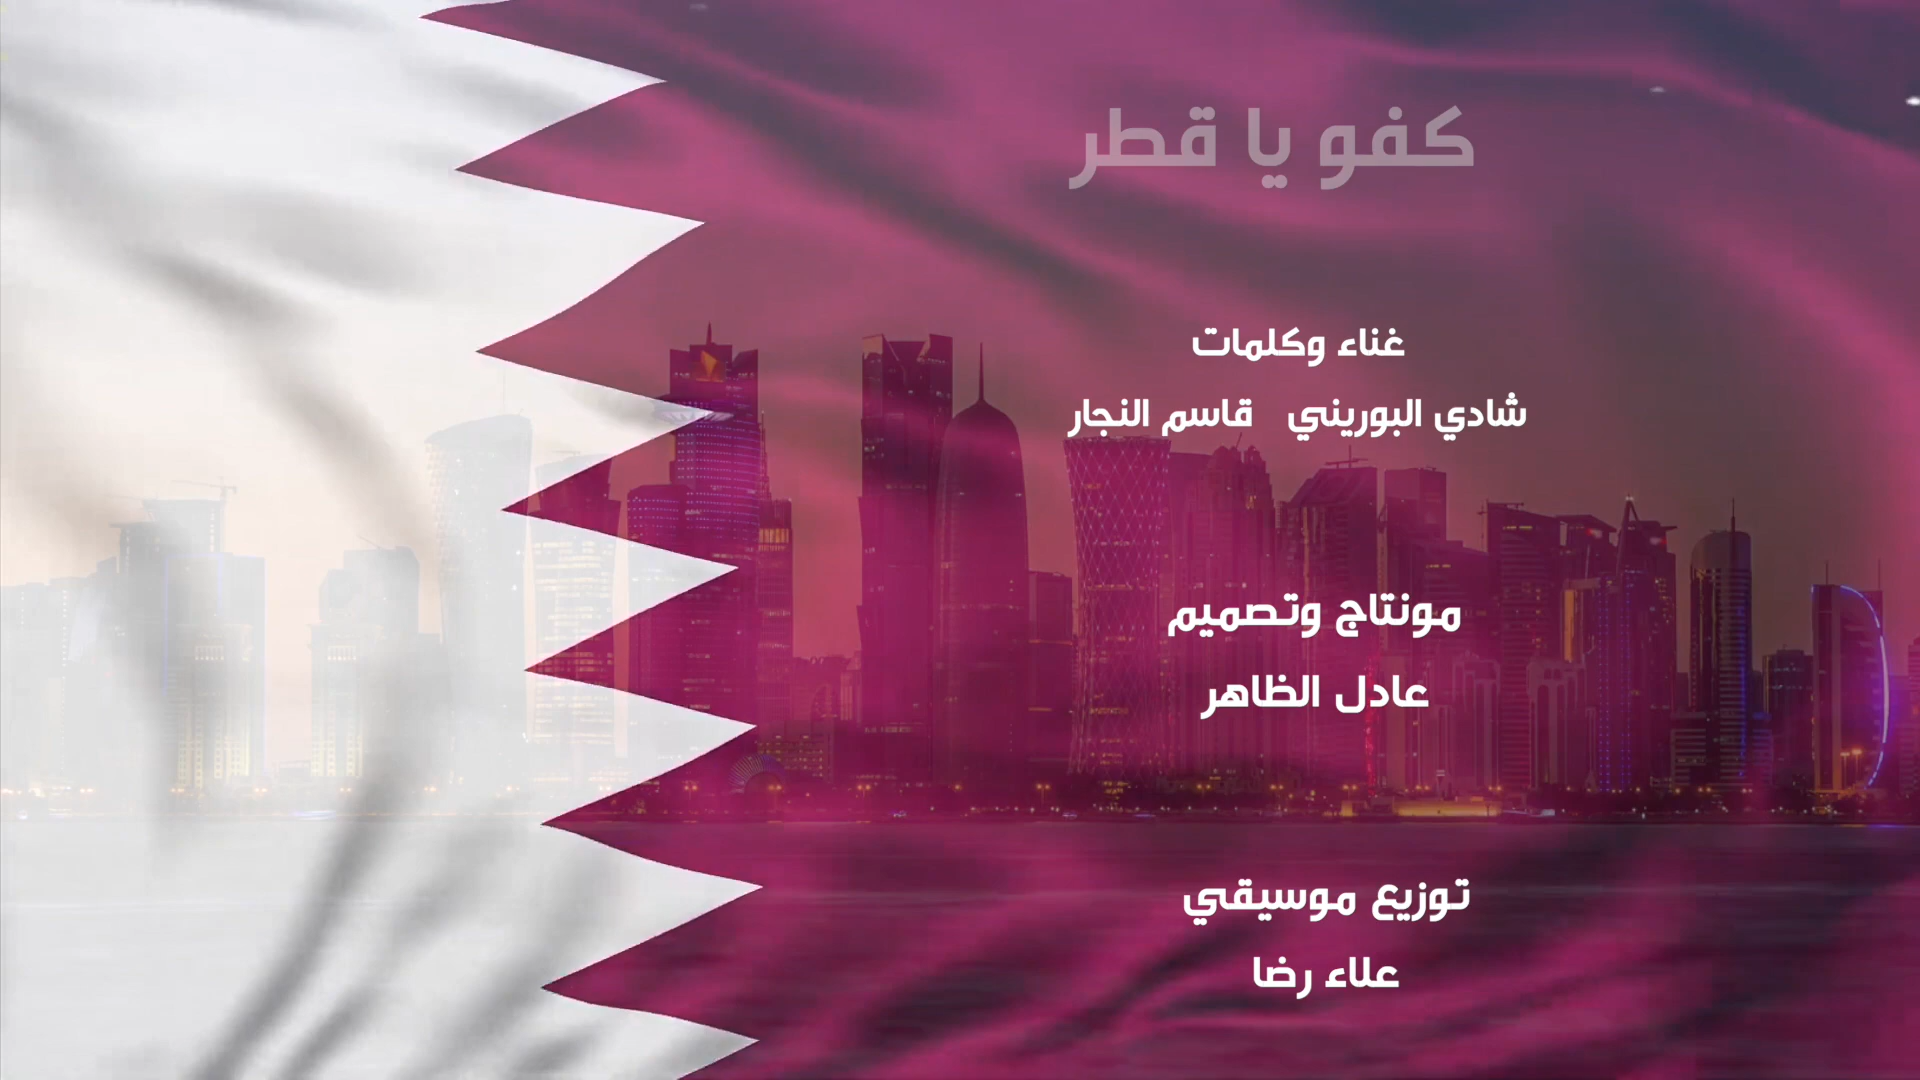 كفو يا قطر
غناء وكلمات
شادي البوريني قاسم النجار
مونتاج وتصميم
عادل الظاهر
توزيع موسيقي
علاء رضا